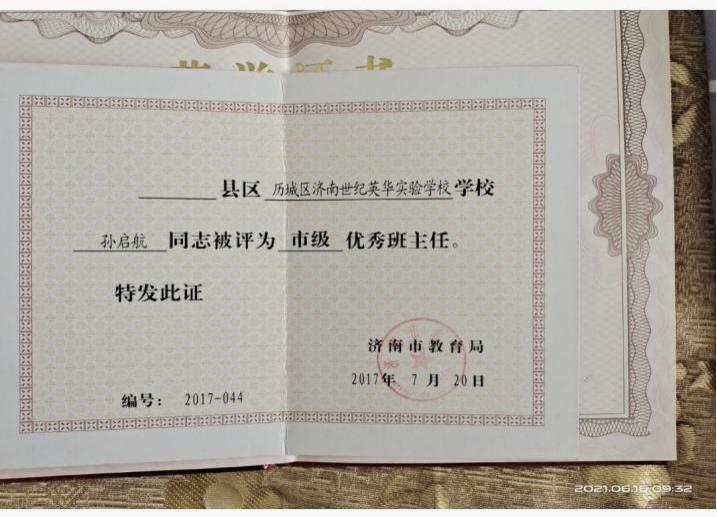 县区 历城区济南世纪英华实验学校 学校
孙启航 同志被评为 市级 优秀班主任。
特发此证
济南市教育局
2017年 7 月 20日
编号： 2017-044
2021.06.16 09:32